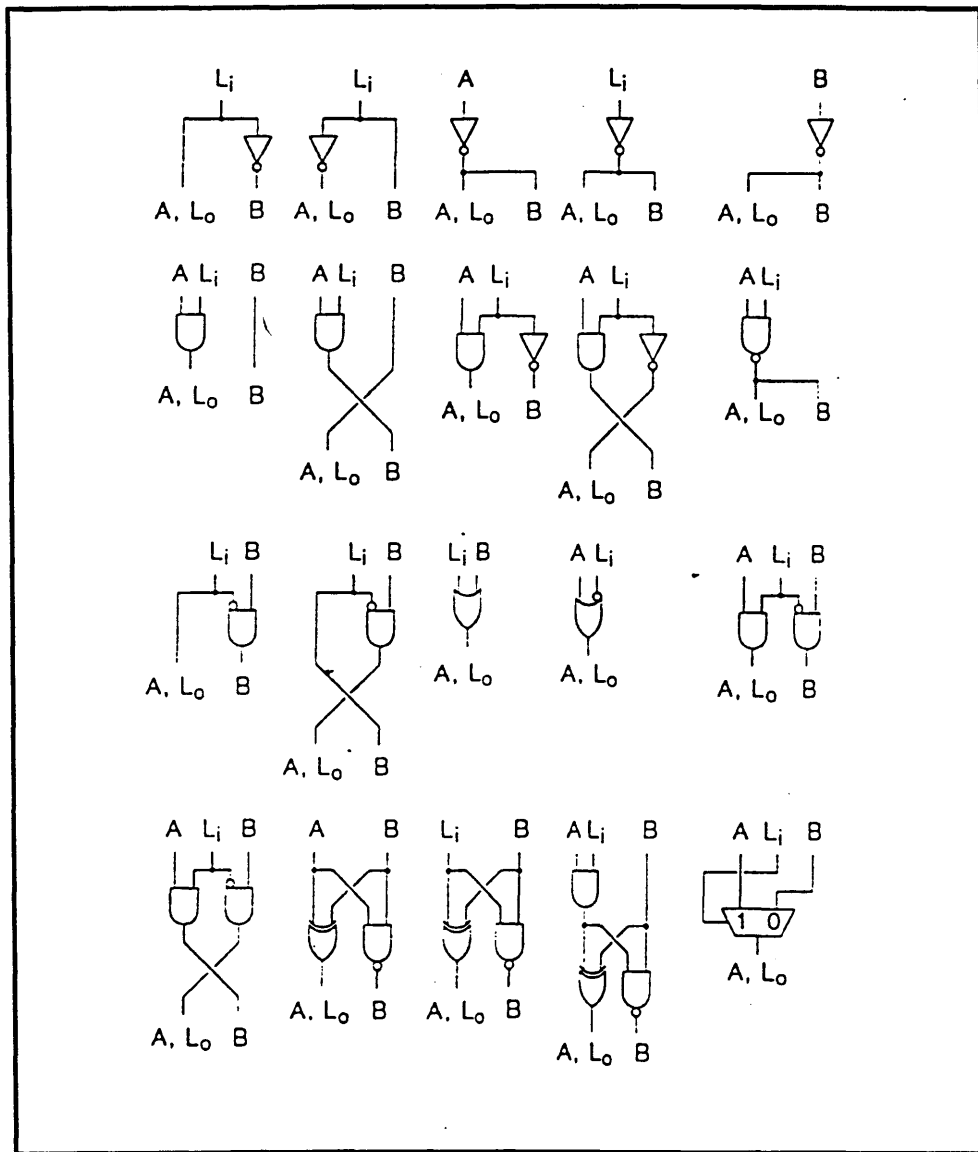 Li Li A Li B
A, Lo B A, Lo B A, Lo B A, Lo B A, Lo B
A Li B A Li B A Li A Li A Li
A, Lo B A, Lo B A, Lo B
A, Lo B A, Lo B
Li B Li B Li B A Li A Li B
A, Lo B A, Lo A, Lo A, Lo B
A, Lo B
A Li B A B Li B A Li B A Li B
1 0
A, Lo
A, Lo B A, Lo B A, Lo B
A, Lo B
A, Lo B